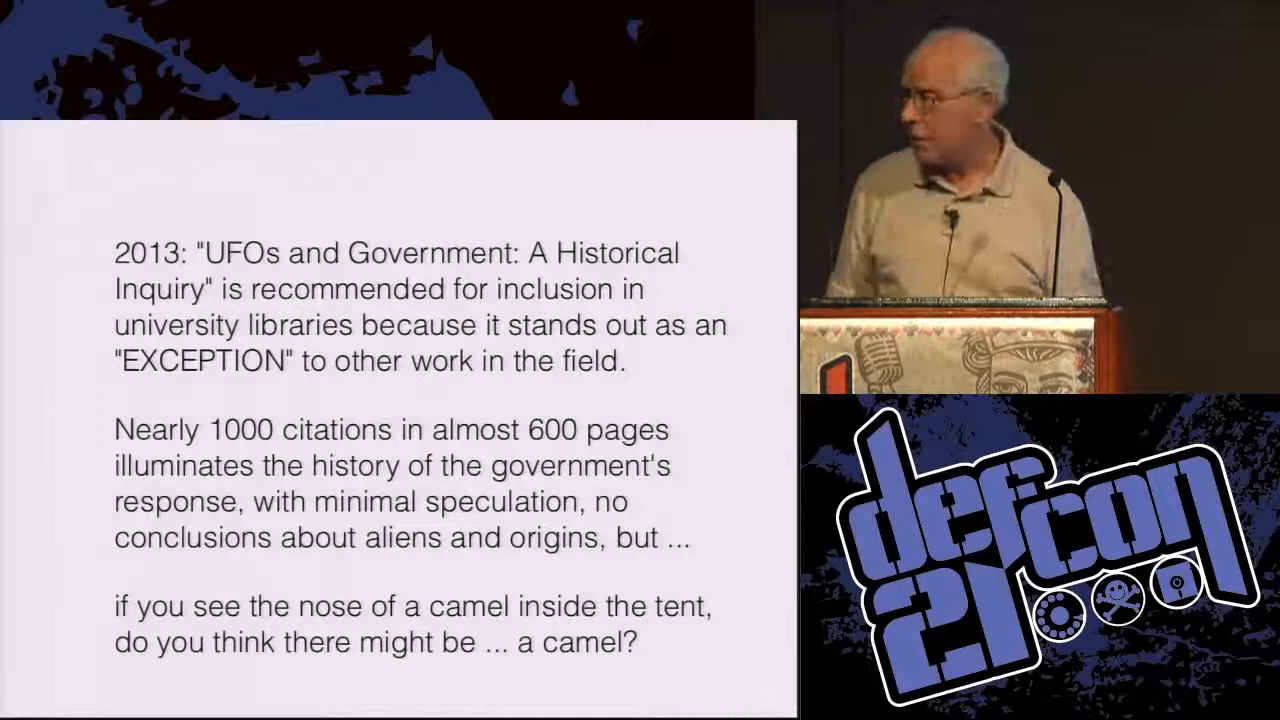 2013: "UFOs and Government: A Historical
Inquiry" is recommended for inclusion in
university libraries because it stands out as an
"EXCEPTION" to other work in the field.
Nearly 1000 citations in almost 600 pages
illuminates the history of the government's
response, with minimal speculation, no
conclusions about aliens and origins, but ...
if you see the nose of a camel inside the tent,
do you think there might be ... a camel?
defcon
21